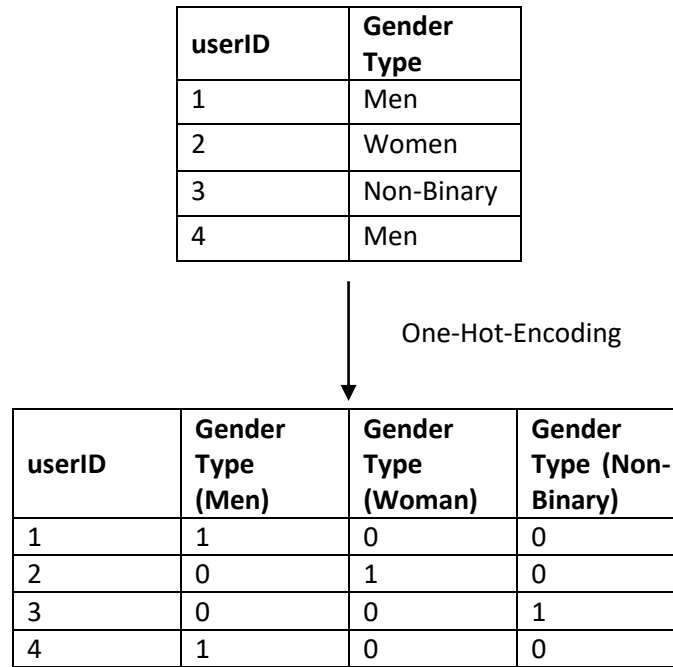 userID Gender
Type
1 Men
2 Women
3 Non-Binary
4 Men
One-Hot-Encoding
userID Gender Gender Gender
Type Type Type (Non-
(Men) (Woman) Binary)
1 1 0 0
2 0 1 0
3 0 0 1
4 1 0 0